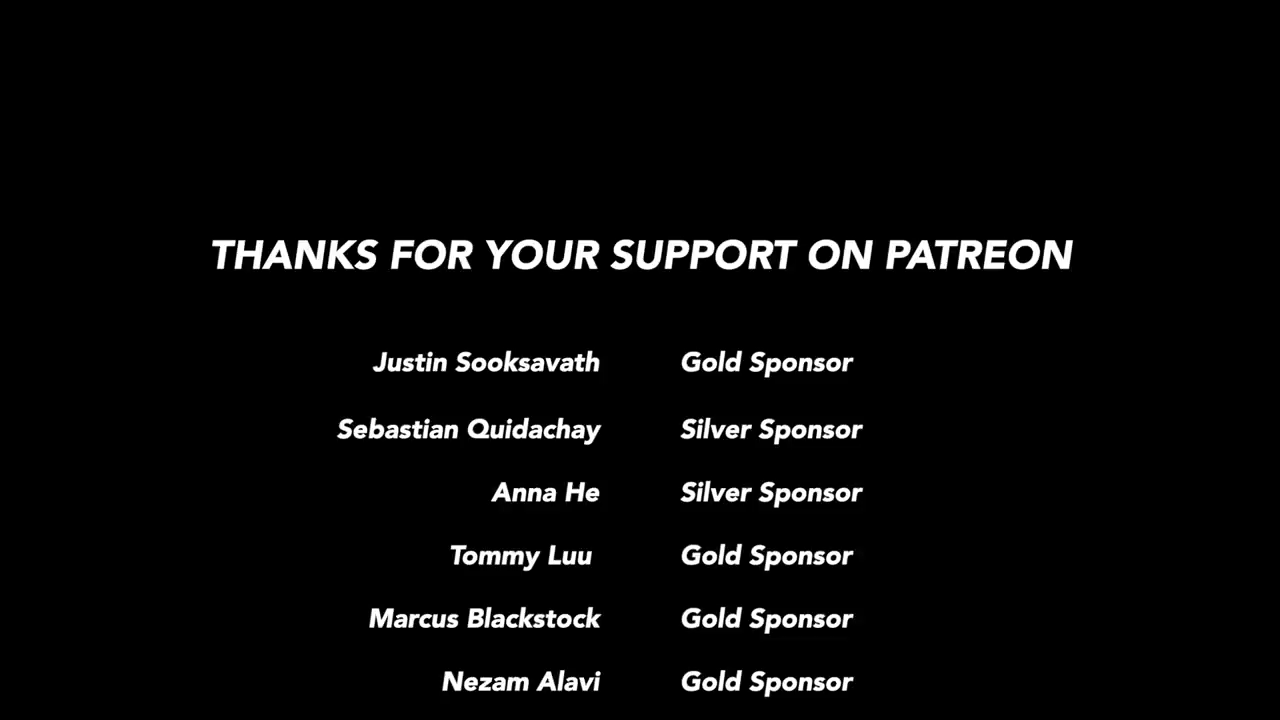 THANKS FOR YOUR SUPPORT ON PATREON
Justin Sooksavath Gold Sponsor
Sebastian Quidachay Silver Sponsor
Anna He Silver Sponsor
Tommy Luu Gold Sponsor
Marcus Blackstock Gold Sponsor
Nezam Alavi Gold Sponsor